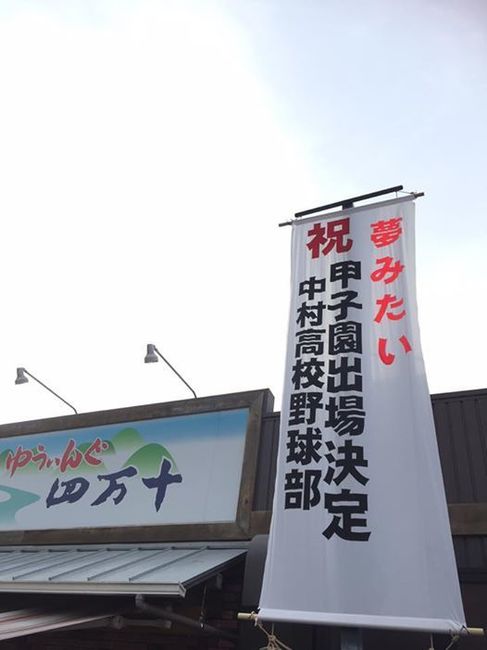 夢みたい
祝
甲子園出場決定
中村高校野球部
ゆういんぐ
四万十